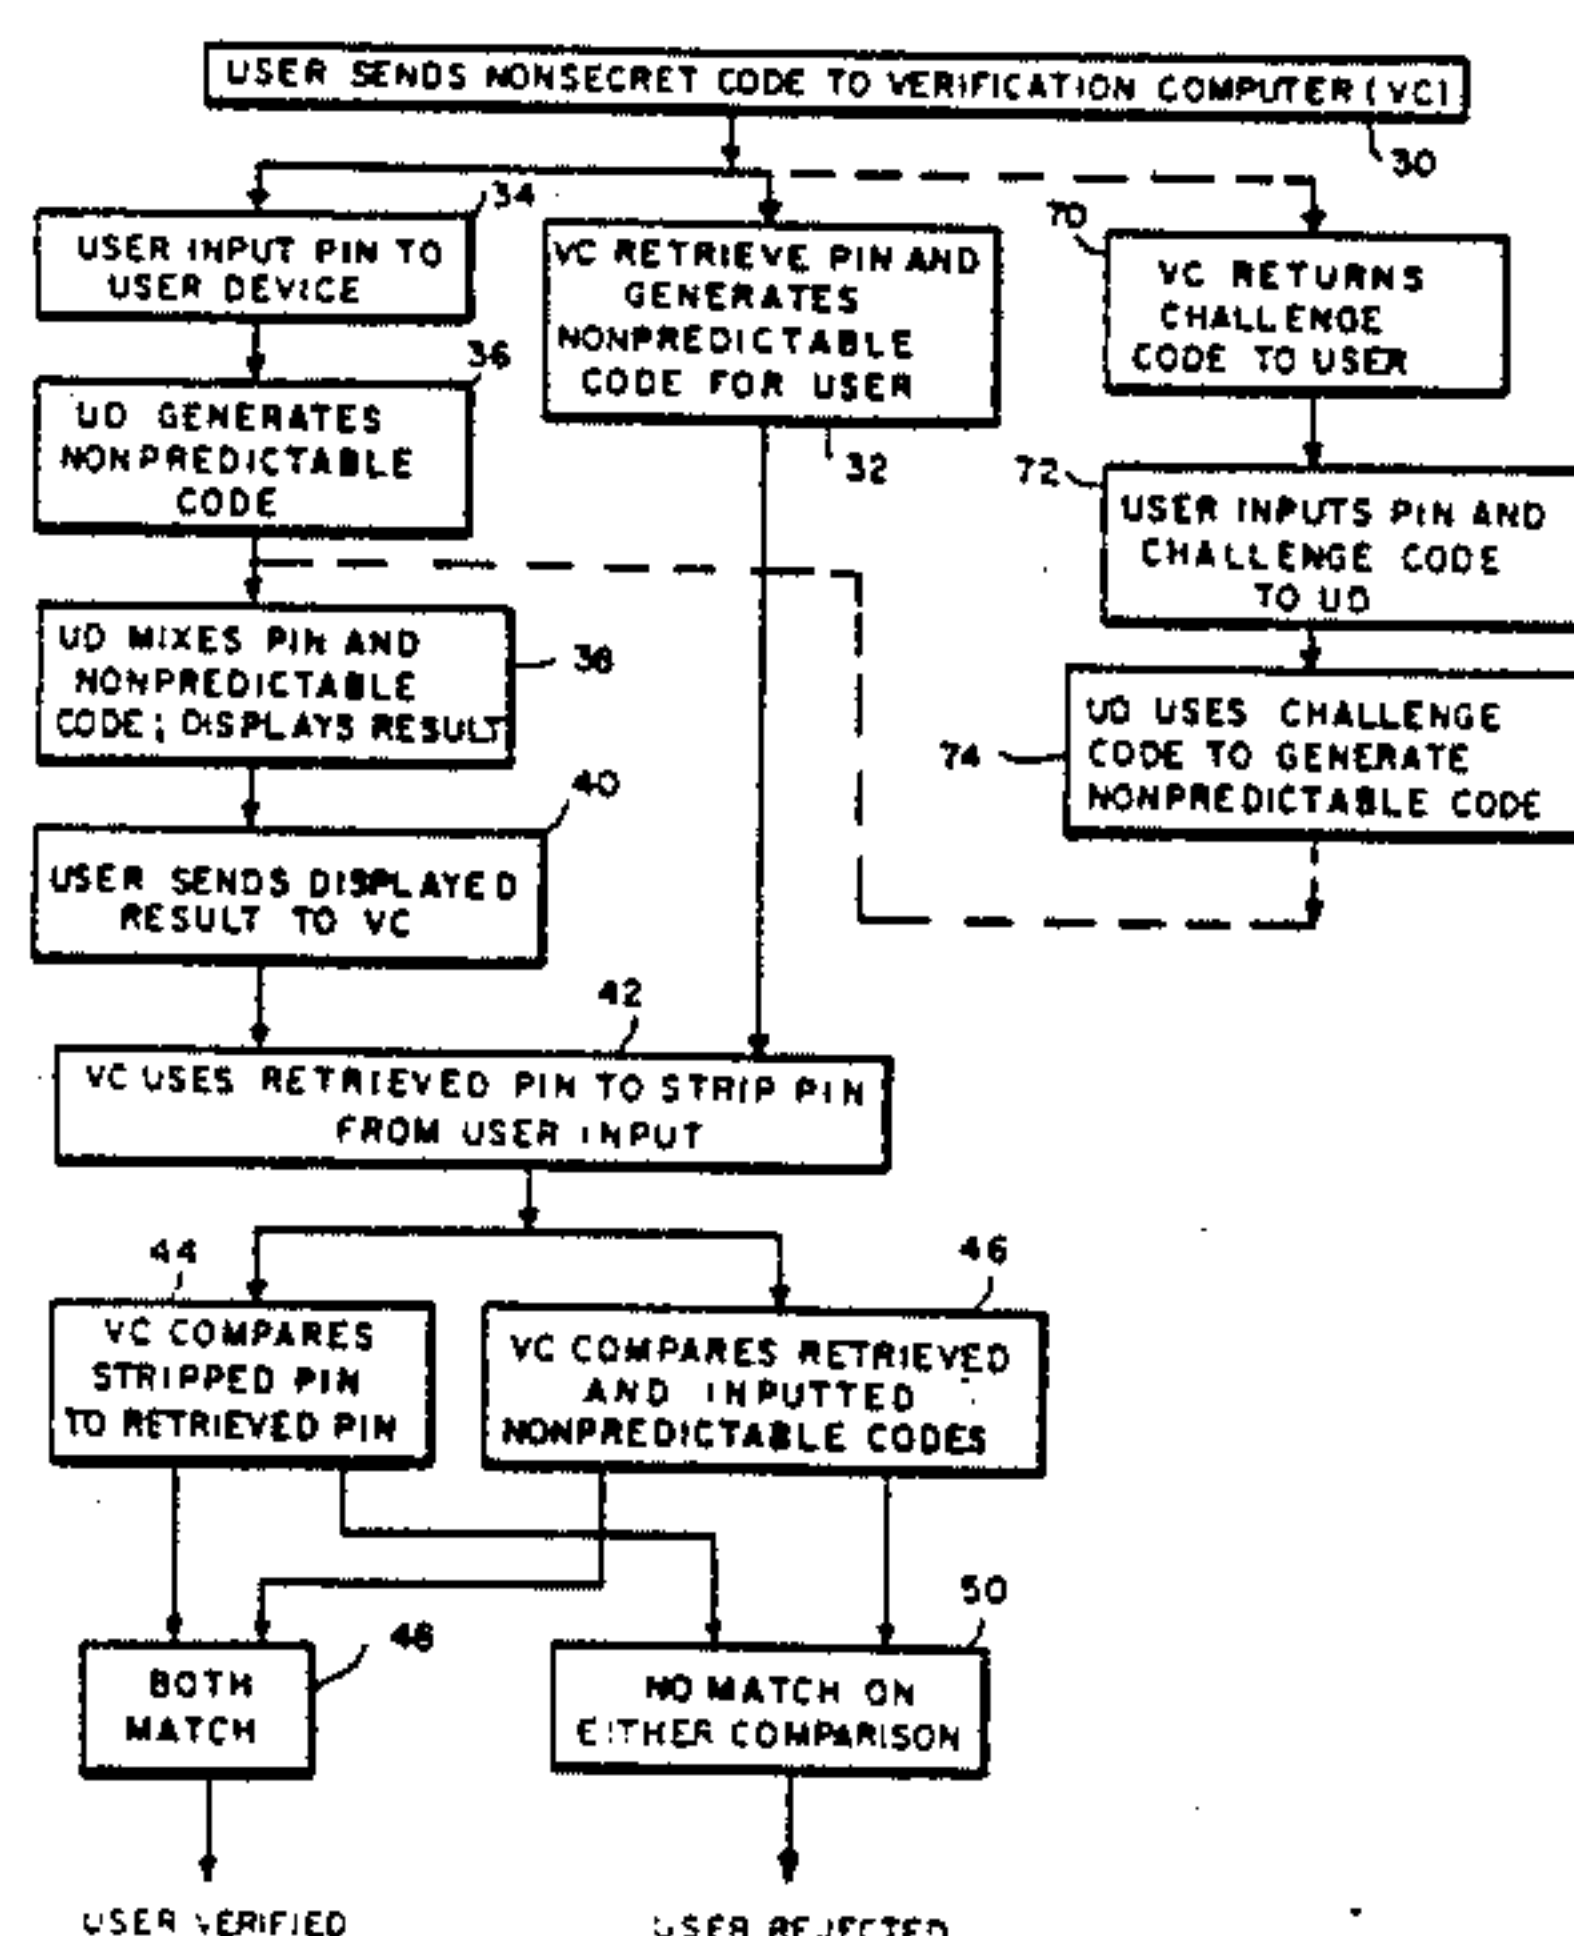 USER SENDS NONSECRET CODE TO VERIFICATION COMPUTER (VC)
30
34
USER INPUT PIN TO
USER DEVICE
VC RETRIEVE PIN AND
GENERATES
NONPREDICTABLE
CODE FOR USER
32
70
VC RETURNS
CHALLENGE
CODE TO USER
36
UD GENERATES
NONPREDICTABLE
CODE
72
USER INPUTS PIN AND
CHALLENGE CODE
TO UD
UD MIXES PIN AND
NONPREDICTABLE
CODE; DISPLAYS RESULT
38
74
UD USES CHALLENGE
CODE TO GENERATE
NONPREDICTABLE CODE
40
USER SENDS DISPLAYED
RESULT TO VC
42
VC USES RETRIEVED PIN TO STRIP PIN
FROM USER INPUT
44
VC COMPARES
STRIPPED PIN
TO RETRIEVED PIN
46
VC COMPARES RETRIEVED
AND INPUTTED
NONPREDICTABLE CODES
48
BOTH
MATCH
50
NO MATCH ON
EITHER COMPARISON
USER VERIFIED
USER REJECTED